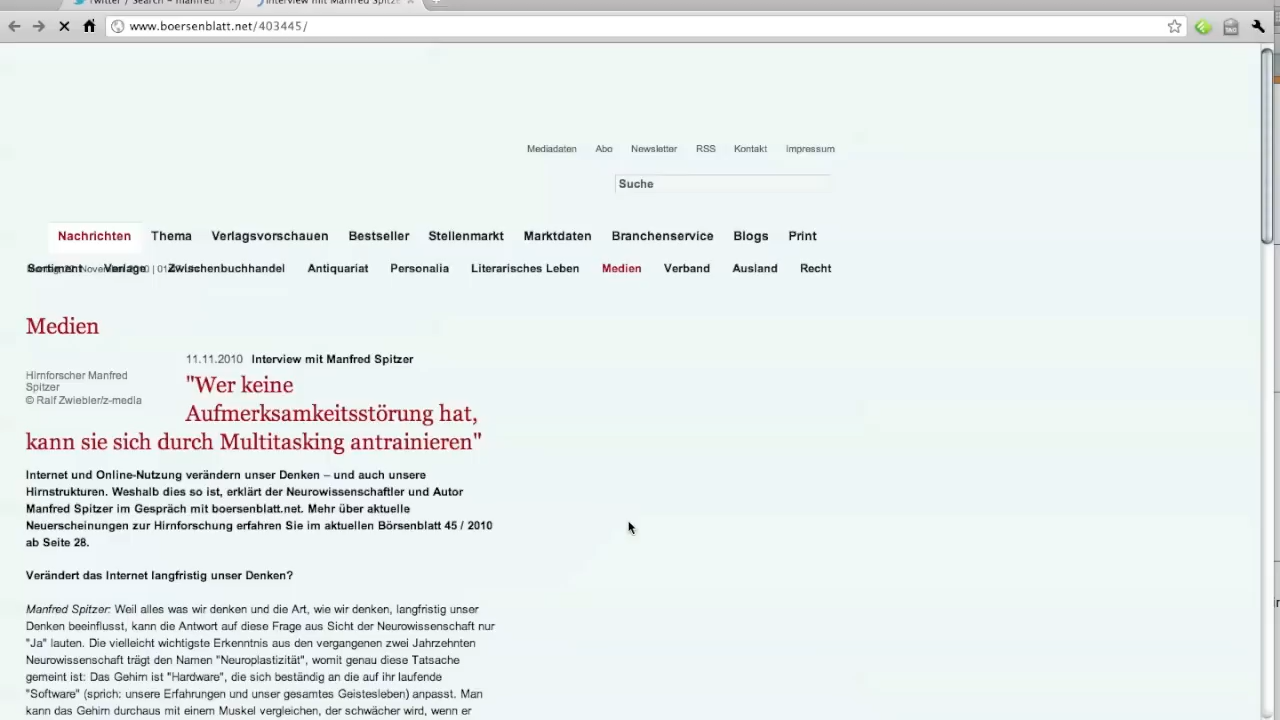 Interview mit Manfred Spitze
www.boersenblatt.net/403445/
Mediadaten Abo Newsletter RSS Kontakt Impressum
Suche
Nachrichten Thema Verlagsvorschauen Bestseller Stellenmarkt Marktdaten Branchenservice Blogs Print
Sortiment Verlage Zwischenbuchhandel Antiquariat Personalia Literarisches Leben Medien Verband Ausland Recht
Medien
11.11.2010 Interview mit Manfred Spitzer
Hirnforscher Manfred
Spitzer
© Ralf Zwiebler/z-media
"Wer keine
Aufmerksamkeitsstörung hat,
kann sie sich durch Multitasking antrainieren"
Internet und Online-Nutzung verändern unser Denken – und auch unsere
Hirnstrukturen. Weshalb dies so ist, erklärt der Neurowissenschaftler und Autor
Manfred Spitzer im Gespräch mit boersenblatt.net. Mehr über aktuelle
Neuerscheinungen zur Hirnforschung erfahren Sie im aktuellen Börsenblatt 45 / 2010
ab Seite 28.
Verändert das Internet langfristig unser Denken?
Manfred Spitzer: Weil alles was wir denken und die Art, wie wir denken, langfristig unser
Denken beeinflusst, kann die Antwort auf diese Frage aus Sicht der Neurowissenschaft nur
"Ja" lauten. Die vielleicht wichtigste Erkenntnis aus den vergangenen zwei Jahrzehnten
Neurowissenschaft trägt den Namen "Neuroplastizität", womit genau diese Tatsache
gemeint ist: Das Gehirn ist "Hardware", die sich beständig an die auf ihr laufende
"Software" (sprich: unsere Erfahrungen und unser gesamtes Geistesleben) anpasst. Man
kann das Gehirn durchaus mit einem Muskel vergleichen, der schwächer wird, wenn er